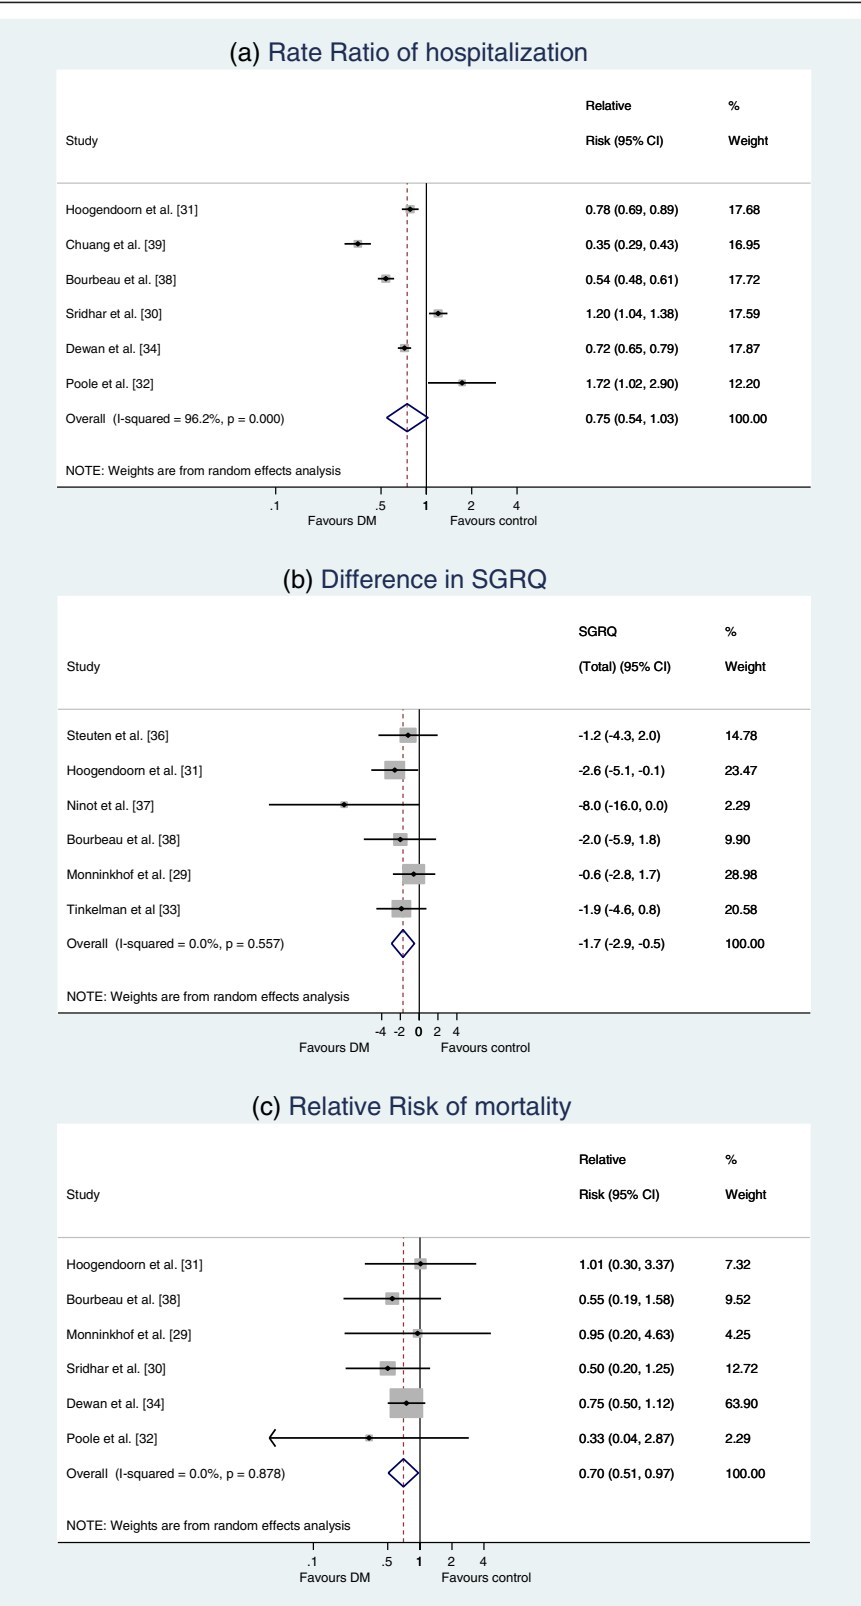 (a) Rate Ratio of hospitalization
Relative %
Study Risk (95% CI) Weight
Hoogendoorn et al. [31] 0.78 (0.69, 0.89) 17.68
Chuang et al. [39] 0.35 (0.29, 0.43) 16.95
Bourbeau et al. [38] 0.54 (0.48, 0.61) 17.72
Sridhar et al. [30] 1.20 (1.04, 1.38) 17.59
Dewan et al. [34] 0.72 (0.65, 0.79) 17.87
Poole et al. [32] 1.72 (1.02, 2.90) 12.20
Overall (I-squared = 96.2%, p = 0.000) 0.75 (0.54, 1.03) 100.00
NOTE: Weights are from random effects analysis
.1 .5 1 2 4
Favours DM Favours control
(b) Difference in SGRQ
SGRQ %
Study (Total) (95% CI) Weight
Steuten et al. [36] -1.2 (-4.3, 2.0) 14.78
Hoogendoorn et al. [31] -2.6 (-5.1, -0.1) 23.47
Ninot et al. [37] -8.0 (-16.0, 0.0) 2.29
Bourbeau et al. [38] -2.0 (-5.9, 1.8) 9.90
Monninkhof et al. [29] -0.6 (-2.8, 1.7) 28.98
Tinkelman et al [33] -1.9 (-4.6, 0.8) 20.58
Overall (I-squared = 0.0%, p = 0.557) -1.7 (-2.9, -0.5) 100.00
NOTE: Weights are from random effects analysis
-4 -2 0 2 4
Favours DM Favours control
(c) Relative Risk of mortality
Relative %
Study Risk (95% CI) Weight
Hoogendoorn et al. [31] 1.01 (0.30, 3.37) 7.32
Bourbeau et al. [38] 0.55 (0.19, 1.58) 9.52
Monninkhof et al. [29] 0.95 (0.20, 4.63) 4.25
Sridhar et al. [30] 0.50 (0.20, 1.25) 12.72
Dewan et al. [34] 0.75 (0.50, 1.12) 63.90
Poole et al. [32] 0.33 (0.04, 2.87) 2.29
Overall (I-squared = 0.0%, p = 0.878) 0.70 (0.51, 0.97) 100.00
NOTE: Weights are from random effects analysis
.1 .5 1 2 4
Favours DM Favours control